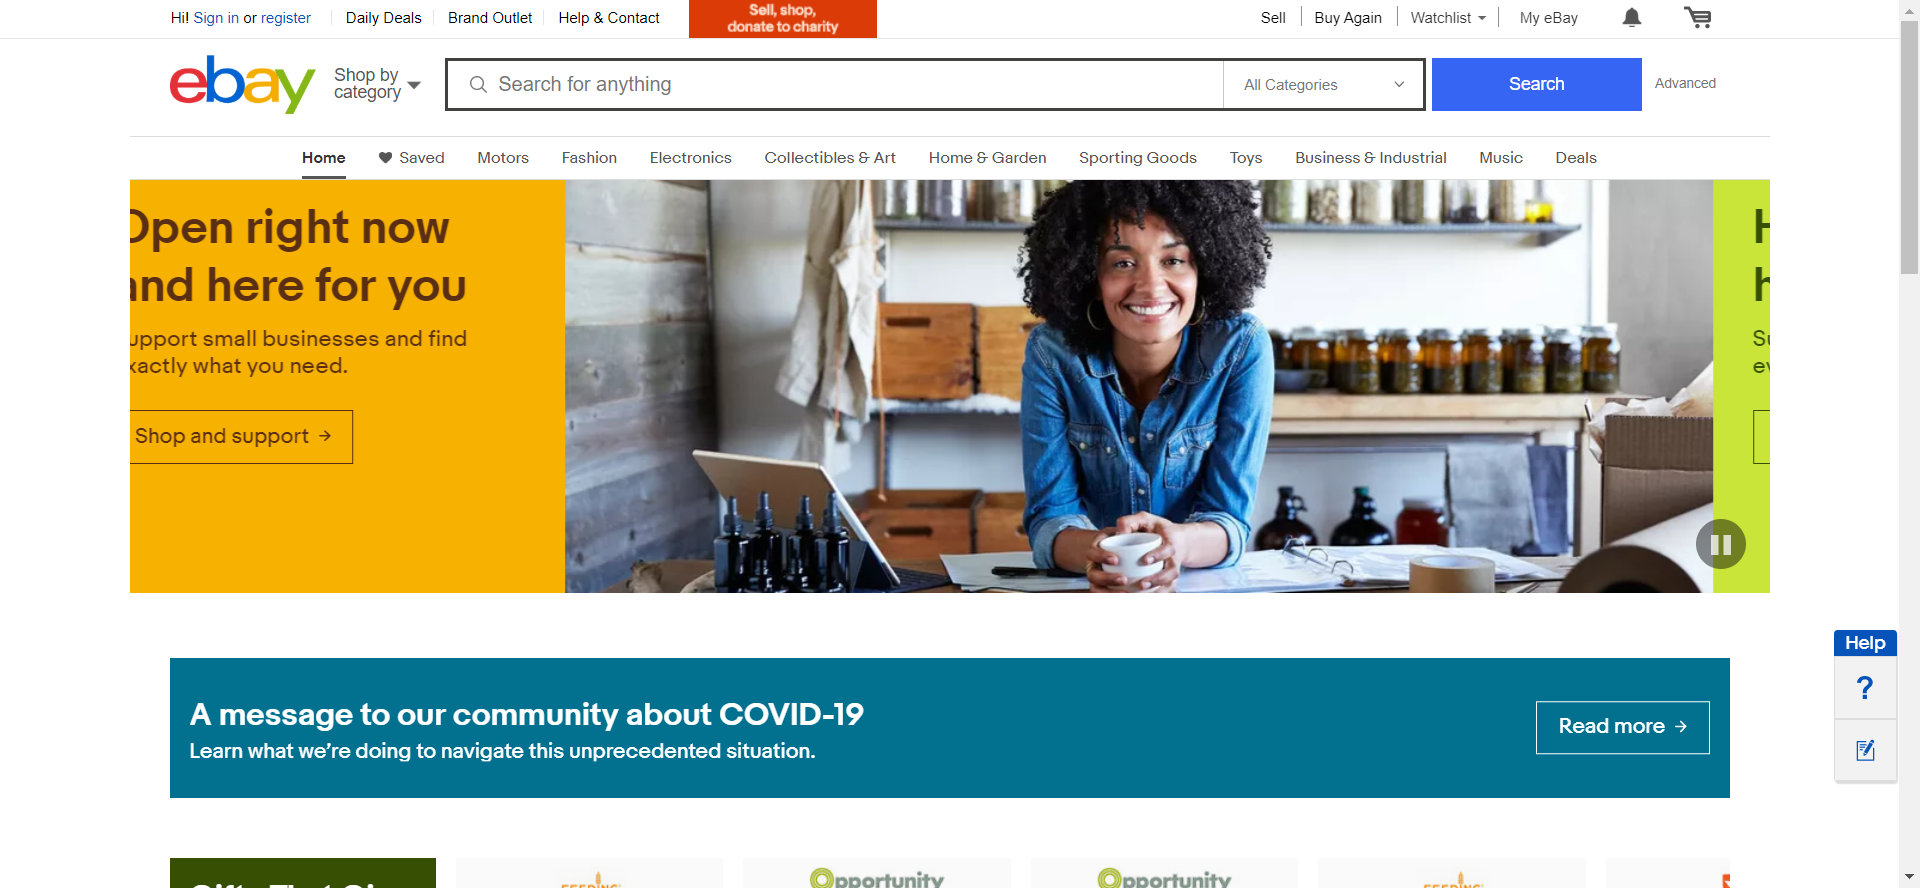 Hi! Sign in or register
Daily Deals
Brand Outlet
Help & Contact
Sell, shop,
donate to charity
Sell
Buy Again
Watchlist
My eBay
ebay
Shop by
category
Search for anything
All Categories
Search
Advanced
Home
Saved
Motors
Fashion
Electronics
Collectibles & Art
Home & Garden
Sporting Goods
Toys
Business & Industrial
Music
Deals
Open right now
and here for you
upport small businesses and find
xactly what you need.
Shop and support →
H
h
Su
ev
Help
?
A message to our community about COVID-19
Learn what we're doing to navigate this unprecedented situation.
Read more →
Opportunity
Opportunity